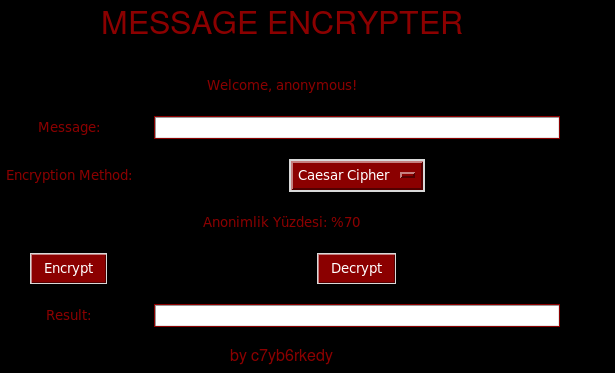 MESSAGE ENCRYPTER
Welcome, anonymous!
Message:
Encryption Method: Caesar Cipher
Anonimlik Yüzdesi: %70
Encrypt Decrypt
Result:
by c7yb6rkedy